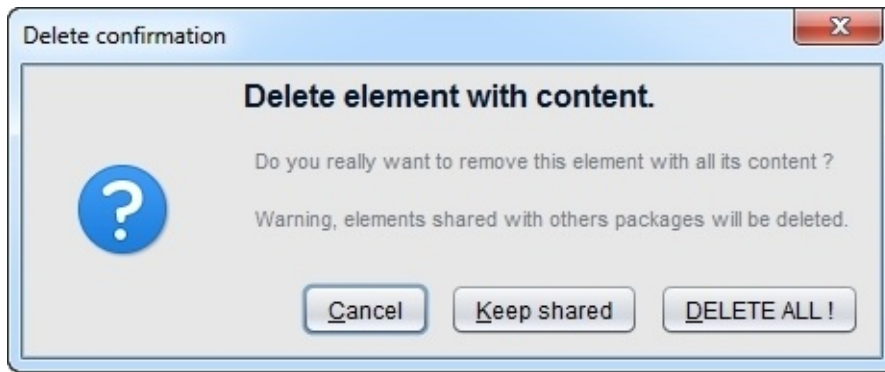 Delete confirmation
Delete element with content.
Do you really want to remove this element with all its content ?
Warning, elements shared with others packages will be deleted.
Cancel
Keep shared
DELETE ALL !